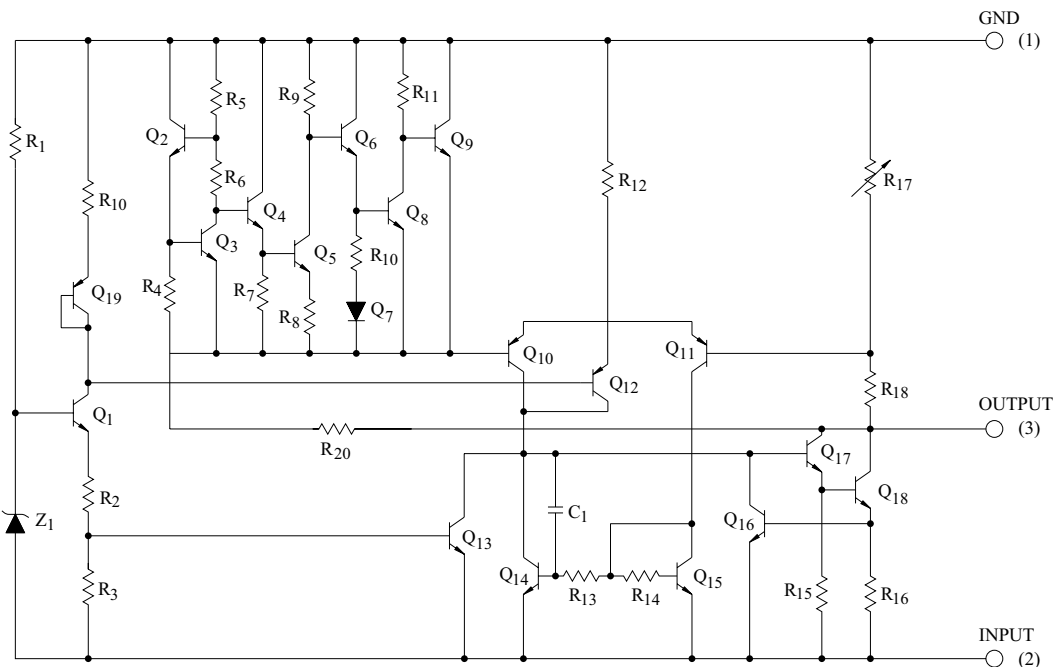 GND
(1)
R5
R9
R11
Q2
Q6
Q9
R1
R6
R12
R17
R10
Q4
Q8
Q3
Q5
R10
Q19
R4
R7
R8
Q7
Q10
Q11
Q12
R18
OUTPUT
(3)
Q1
R20
Q17
R2
Q18
Z1
C1
Q16
Q13
Q14
Q15
R3
R13
R14
R15
R16
INPUT
(2)